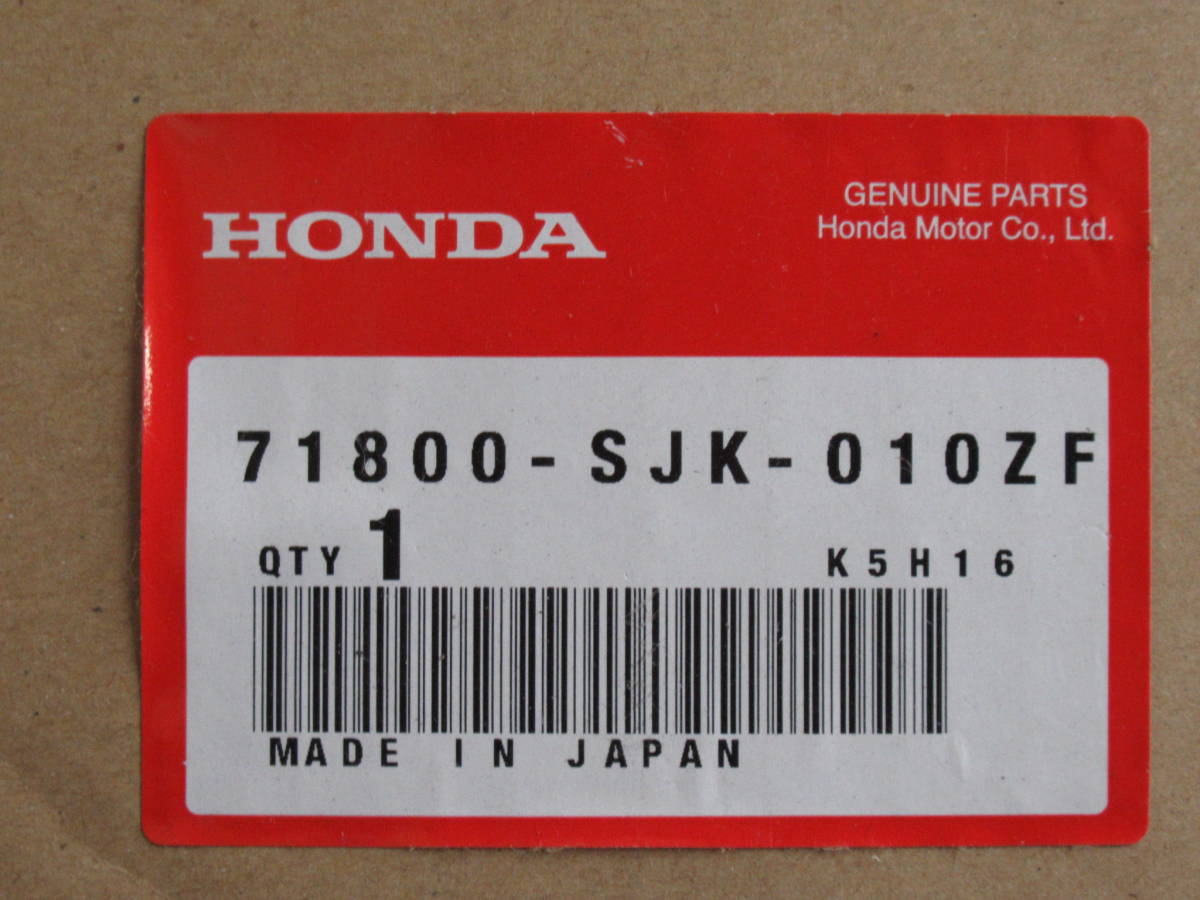 HONDA
GENUINE PARTS
Honda Motor Co., Ltd.
71800-SJK-010ZF
QTY 1 K5H16
MADE IN JAPAN